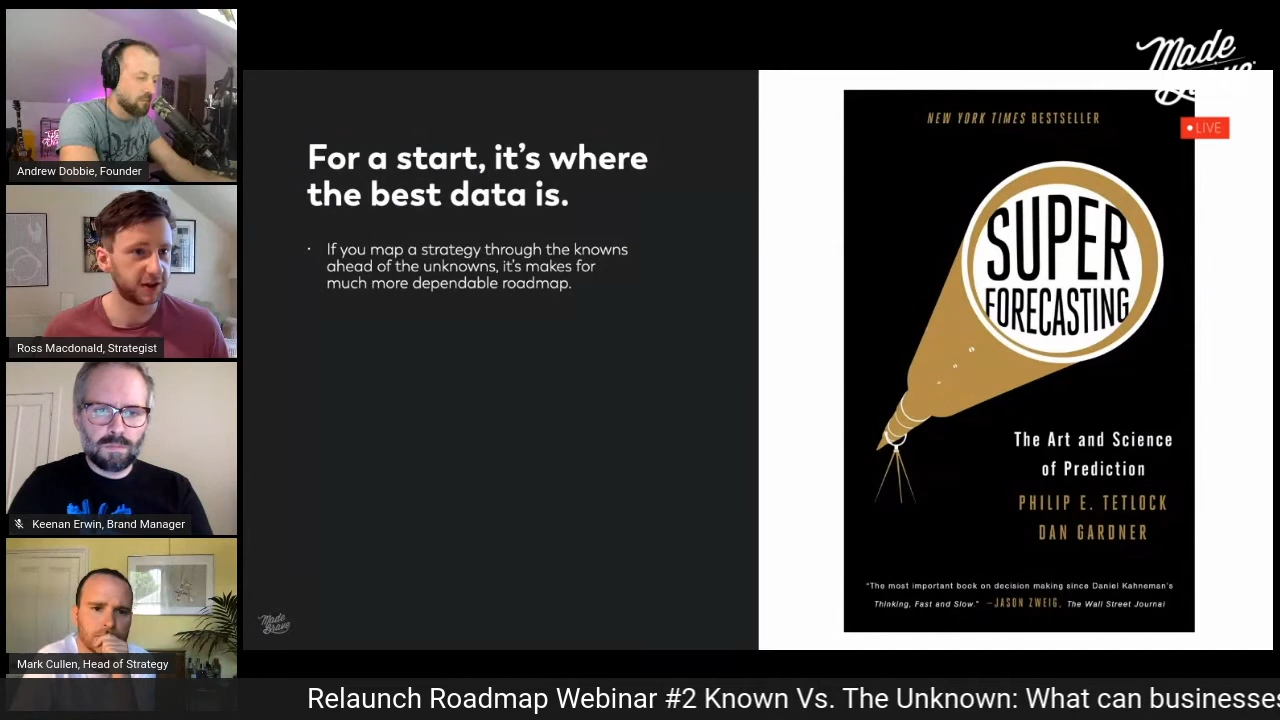 Andrew Dobbie, Founder
Ross Macdonald, Strategist
Keenan Erwin, Brand Manager
Mark Cullen, Head of Strategy
For a start, it’s where
the best data is.
· If you map a strategy through the knowns
ahead of the unknowns, it’s makes for
much more dependable roadmap.
Made
Brave
Made
Brave
LIVE
NEW YORK TIMES BESTSELLER
SUPER
FORECASTING
The Art and Science
of Prediction
PHILIP E. TETLOCK
DAN GARDNER
“The most important book on decision making since Daniel Kahneman’s
Thinking, Fast and Slow.” —JASON ZWEIG, The Wall Street Journal
Relaunch Roadmap Webinar #2 Known Vs. The Unknown: What can businesses